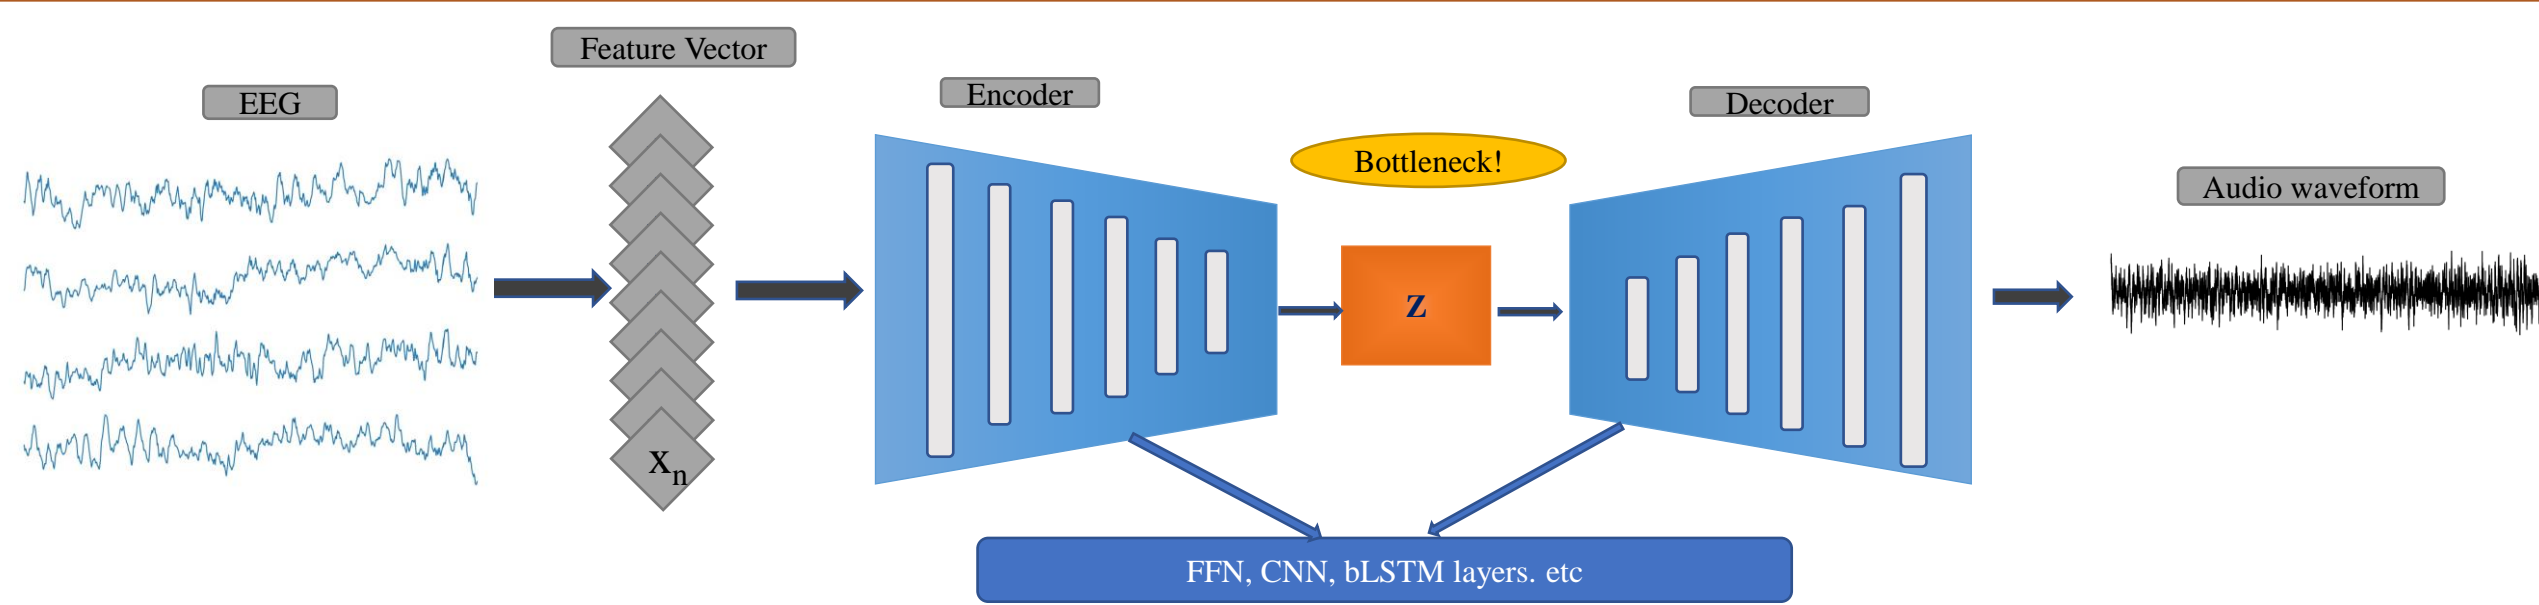 EEG
Feature Vector
xn
Encoder
Bottleneck!
Z
Decoder
Audio waveform
FFN, CNN, bLSTM layers. etc